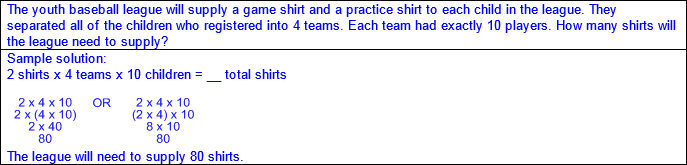 The youth baseball league will supply a game shirt and a practice shirt to each child in the league. They
separated all of the children who registered into 4 teams. Each team had exactly 10 players. How many shirts will
the league need to supply?
Sample solution:
2 shirts x 4 teams x 10 children = __ total shirts
2 x 4 x 10 OR 2 x 4 x 10
2 x (4 x 10) (2 x 4) x 10
2 x 40 8 x 10
80 80
The league will need to supply 80 shirts.